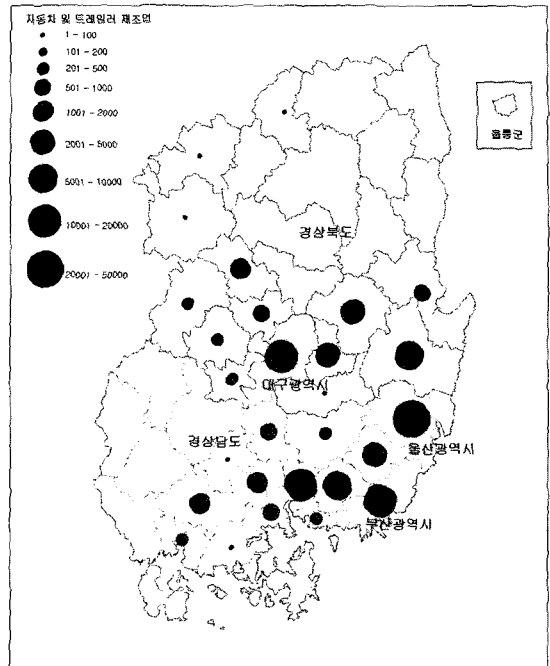 자동차 및 트레일러 제조업
1 - 100
101 - 200
201 - 500
501 - 1000
1001 - 2000
2001 - 5000
5001 - 10000
10001 - 20000
20001 - 50000
울릉군
경상북도
대구광역시
경상남도
울산광역시
부산광역시